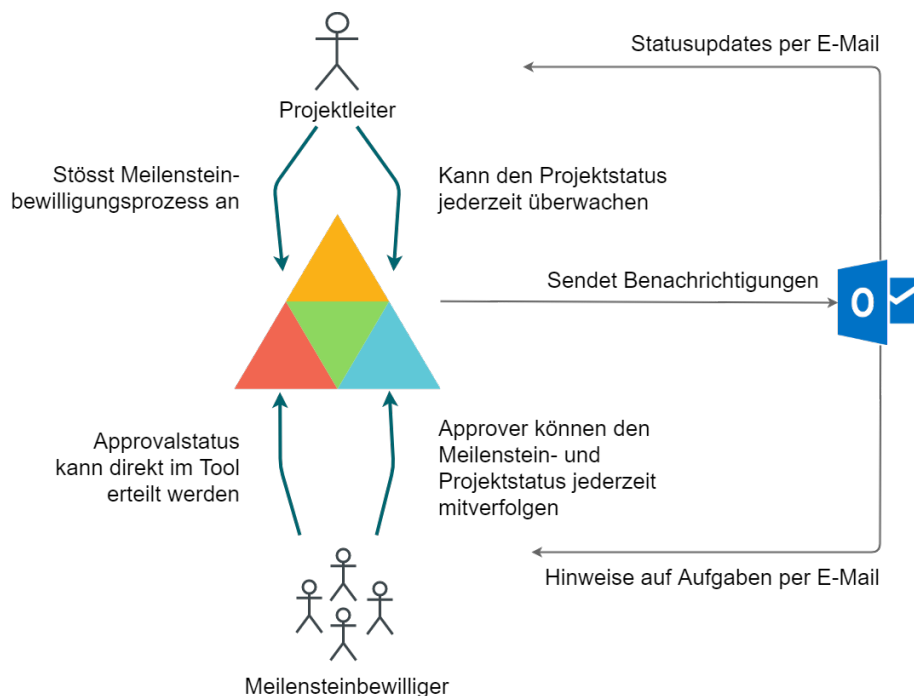 Statusupdates per E-Mail
Projektleiter
Stösst Meilenstein-
bewilligungsprozess an
Kann den Projektstatus
jederzeit überwachen
Sendet Benachrichtigungen
O
Approvalstatus
kann direkt im Tool
erteilt werden
Approver können den
Meilenstein- und
Projektstatus jederzeit
mitverfolgen
Hinweise auf Aufgaben per E-Mail
Meilensteinbewilliger